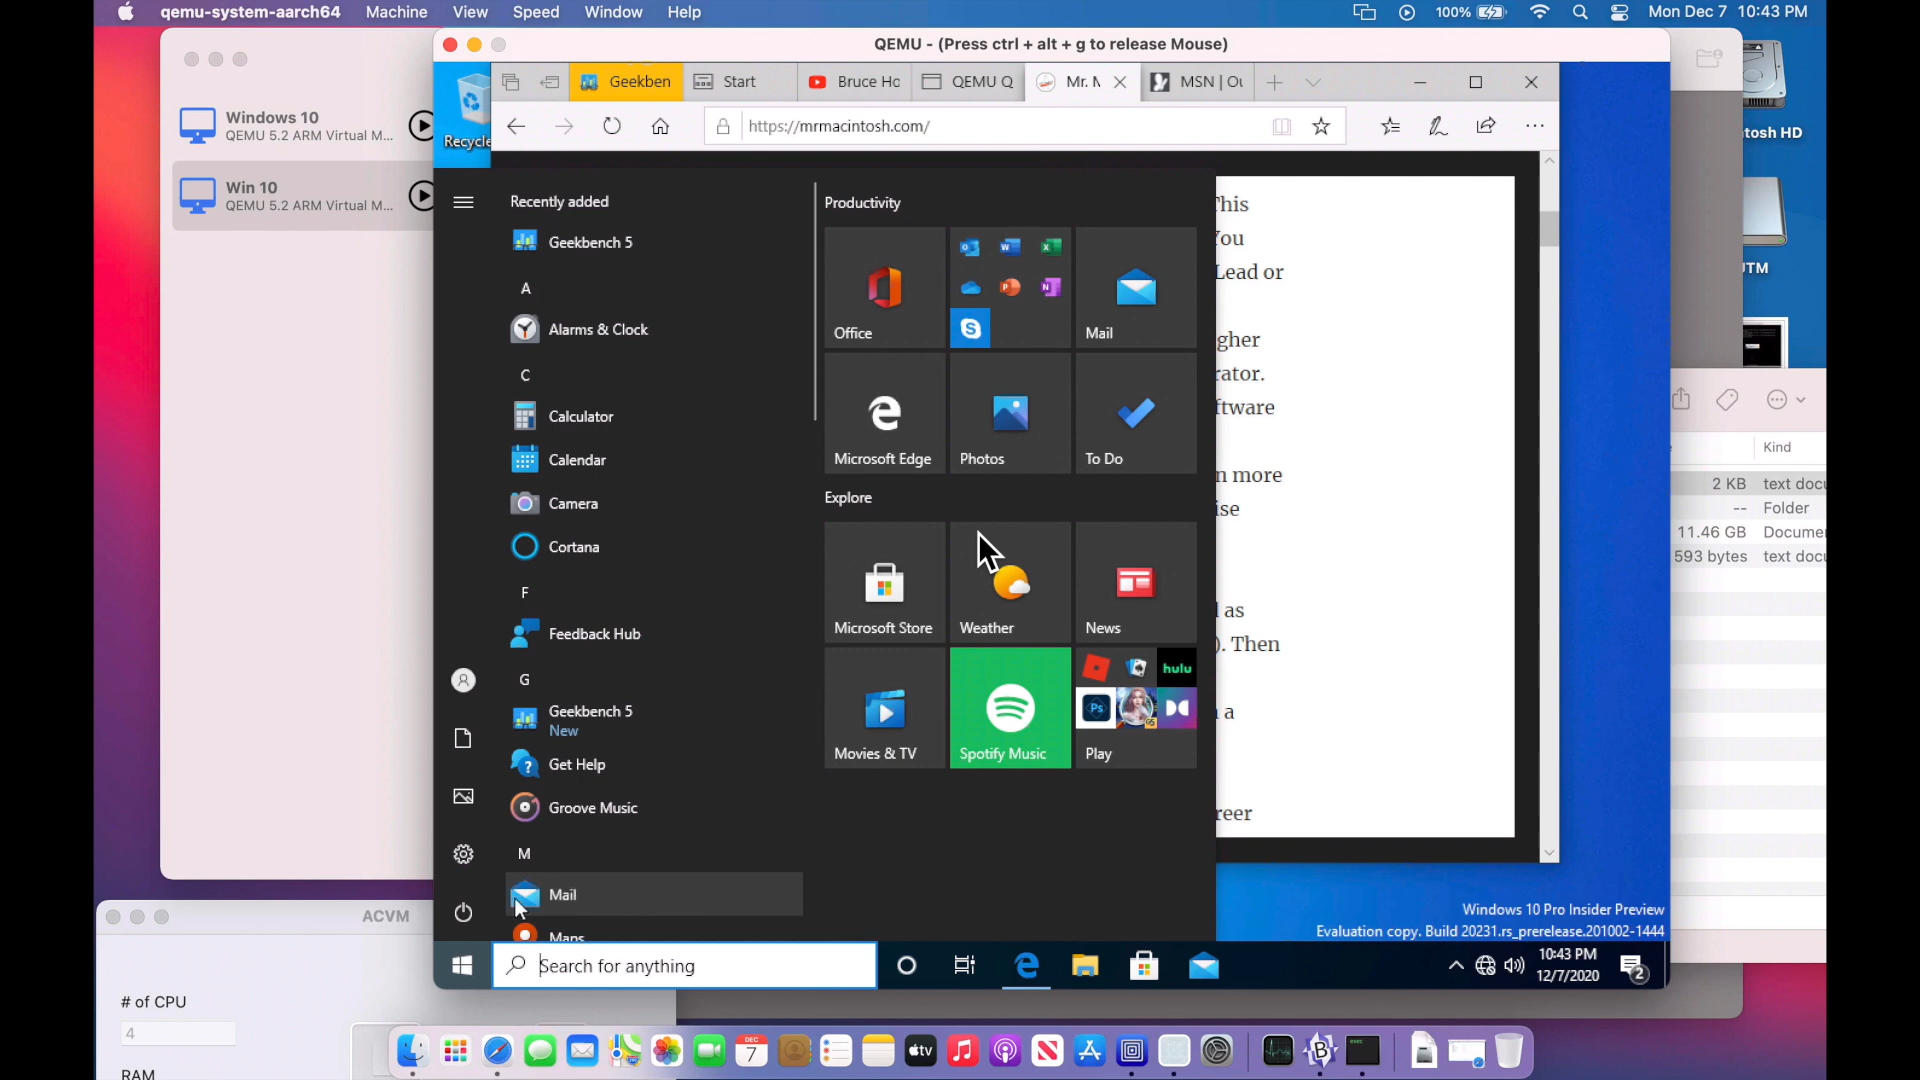 qemu-system-aarch64 Machine View Speed Window Help
100% Mon Dec 7 10:43 PM
QEMU - (Press ctrl + alt + g to release Mouse)
Windows 10
QEMU 5.2 ARM Virtual M...
Win 10
QEMU 5.2 ARM Virtual M...
Recycle
Geekben
Start
Bruce Ho
QEMU Q
Mr. M
MSN | Ou
https://mrmacintosh.com/
tosh HD
UTM
Recently added
Geekbench 5
A
Alarms & Clock
C
Calculator
Calendar
Camera
Cortana
F
Feedback Hub
G
Geekbench 5
New
Get Help
Groove Music
M
Mail
Maps
Productivity
Office
Mail
Microsoft Edge
Photos
To Do
Explore
Microsoft Store
Weather
News
Movies & TV
Spotify Music
hulu
Ps
Play
This
You
Lead or
gher
rator.
ftware
n more
ise
l as
). Then
n a
reer
Kind
2 KB text docu
-- Folder
11.46 GB Documen
593 bytes text docu
Windows 10 Pro Insider Preview
Evaluation copy. Build 20231.rs_prerelease.201002-1444
Search for anything
10:43 PM
12/7/2020
2
ACVM
# of CPU
4
RAM
DEC
7
tv